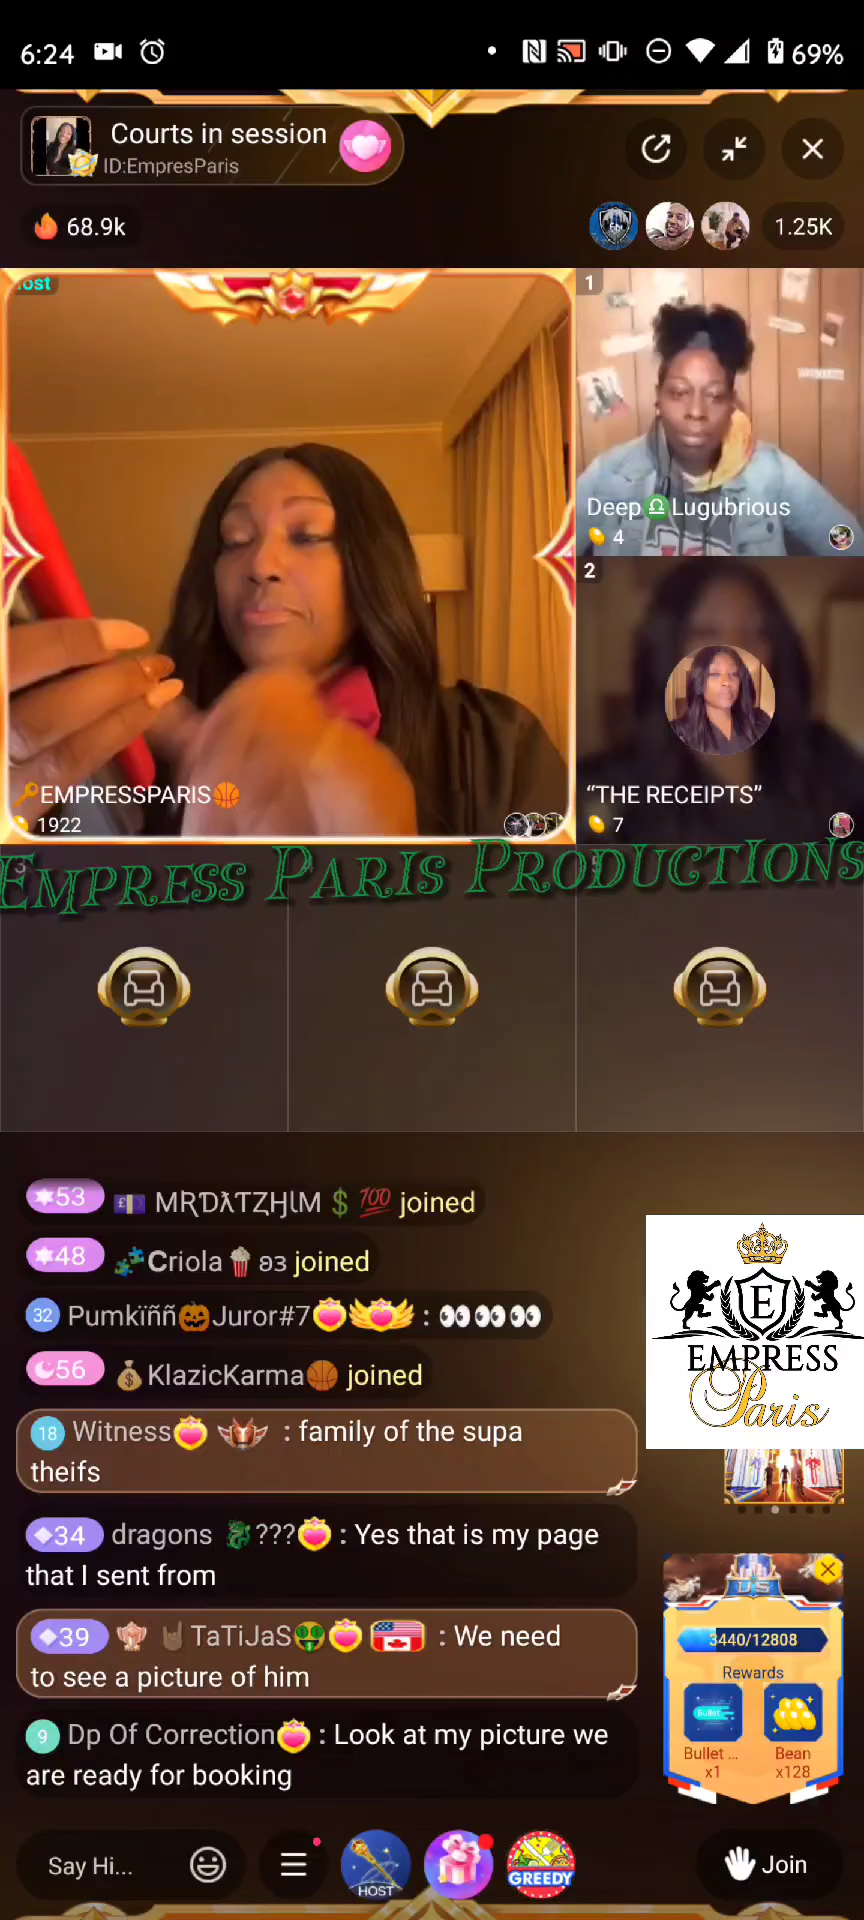 6:24
69%
Courts in session
ID:EmpresParis
68.9k
1.25K
ost
1
Deep♎Lugubrious
4
2
EMPRESSPARIS🏀
1922
“THE RECEIPTS”
7
EMPRESS PARIS PRODUCTIONS
53 joined
48 Criola🍿 joined
32 Pumkïññ🎃Juror#7 : 👀👀👀
56 💰KlazicKarma🏀 joined
18 Witness : family of the supa
theifs
34 dragons 🐉??? : Yes that is my page
that I sent from
39 TaTiJaS🤑 : We need
to see a picture of him
9 Dp Of Correction : Look at my picture we
are ready for booking
E
EMPRESS
Paris
US
3440/12808
Rewards
Bullet
Bullet ...
x1
Bean
x128
Say Hi...
HOST
GREEDY
Join